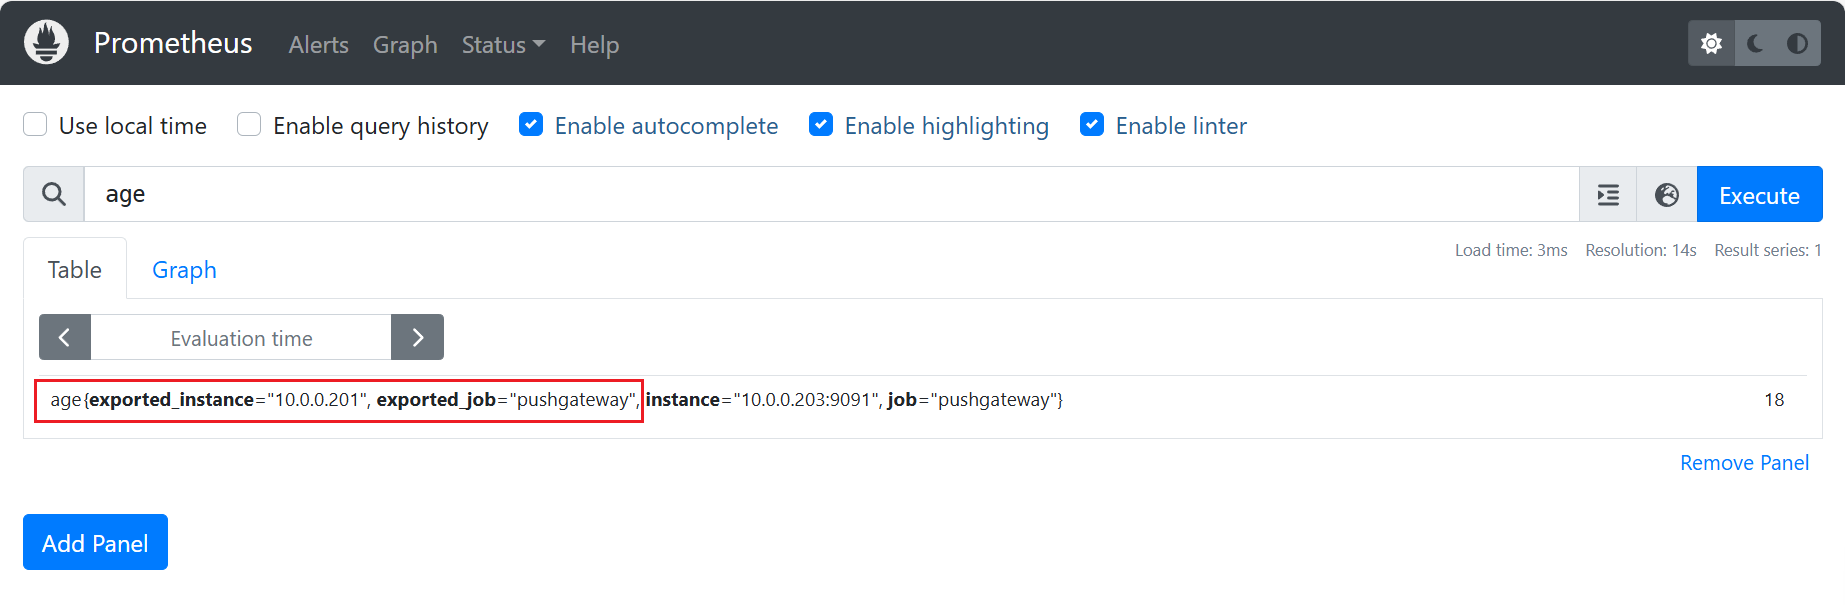 Prometheus Alerts Graph Status Help
Use local time Enable query history Enable autocomplete Enable highlighting Enable linter
age Execute
Load time: 3ms Resolution: 14s Result series: 1
Table Graph
Evaluation time
age{exported_instance="10.0.0.201", exported_job="pushgateway", instance="10.0.0.203:9091", job="pushgateway"} 18
Remove Panel
Add Panel